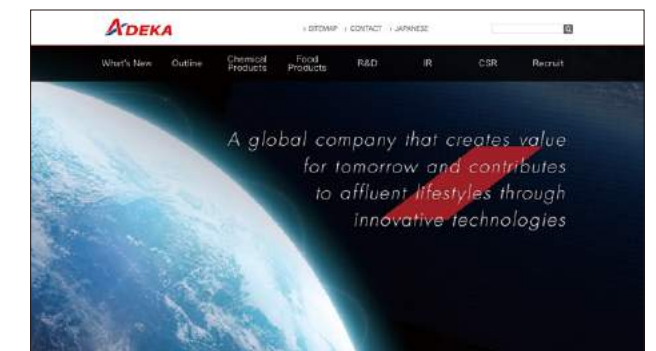 ADEKA
SITEMAP CONTACT JAPANESE
What's New Outline Chemical Products Food Products R&D IR CSR Recruit
A global company that creates value
for tomorrow and contributes
to affluent lifestyles through
innovative technologies